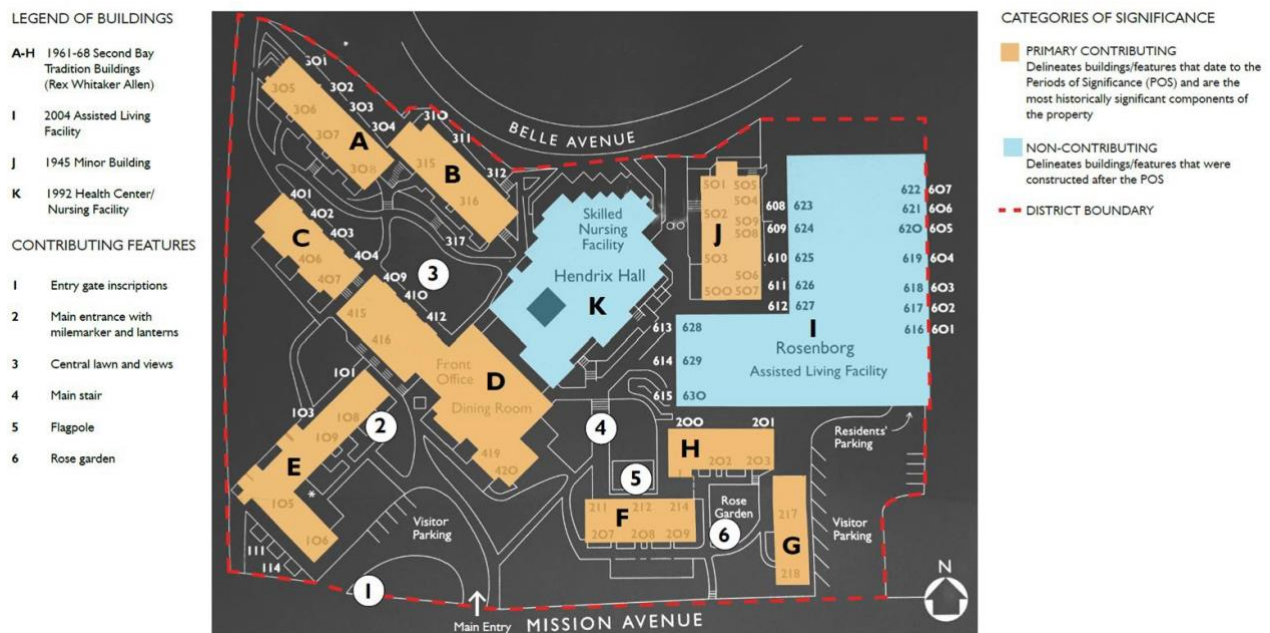 LEGEND OF BUILDINGS
A-H 1961-68 Second Bay
Tradition Buildings
(Rex Whitaker Allen)
I 2004 Assisted Living
Facility
J 1945 Minor Building
K 1992 Health Center/
Nursing Facility
CONTRIBUTING FEATURES
1 Entry gate inscriptions
2 Main entrance with
milemarker and lanterns
3 Central lawn and views
4 Main stair
5 Flagpole
6 Rose garden
301
302
303
304
305
306
307
308
A
310
311
312
315
316
317
B
BELLE AVENUE
401
402
403
404
406
407
C
409
410
412
415
416
3
Skilled
Nursing
Facility
Hendrix Hall
K
501 505
504
502
509
508
503
506
500 507
J
608 623
609 624
610 625
611 626
612 627
613 628
614 629
615 630
622 607
621 606
620 605
619 604
618 603
617 602
616 601
I
Rosenborg
Assisted Living Facility
Front
Office
D
Dining Room
419
420
101
103
108
109
2
E
105
106
111
114
*
*
4
5
200 201
H
1 202 203
Residents'
Parking
211 212 214
F
207 208 209
Rose
Garden
6
217
G
218
Visitor
Parking
Visitor
Parking
1
Main Entry
MISSION AVENUE
N
CATEGORIES OF SIGNIFICANCE
PRIMARY CONTRIBUTING
Delineates buildings/features that date to the
Periods of Significance (POS) and are the
most historically significant components of
the property
NON-CONTRIBUTING
Delineates buildings/features that were
constructed after the POS
DISTRICT BOUNDARY